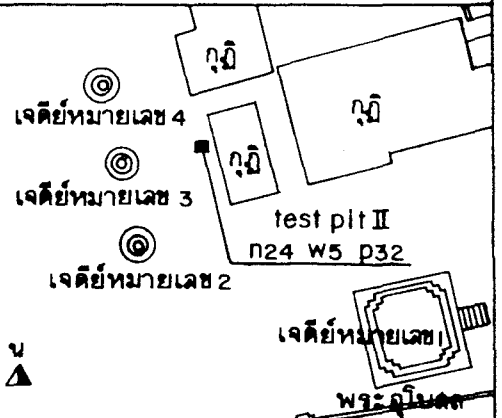 กุฏิ
เจดีย์หมายเลข 4
กุฏิ
กุฏิ
เจดีย์หมายเลข 3
test pit II
n24 W5 p32
เจดีย์หมายเลข 2
เจดีย์หมายเลข 1
น
พระอุโบสถ